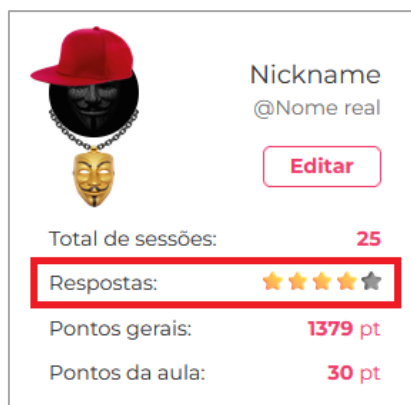 Nickname
@Nome real
Editar
Total de sessões: 25
Respostas:
Pontos gerais: 1379 pt
Pontos da aula: 30 pt